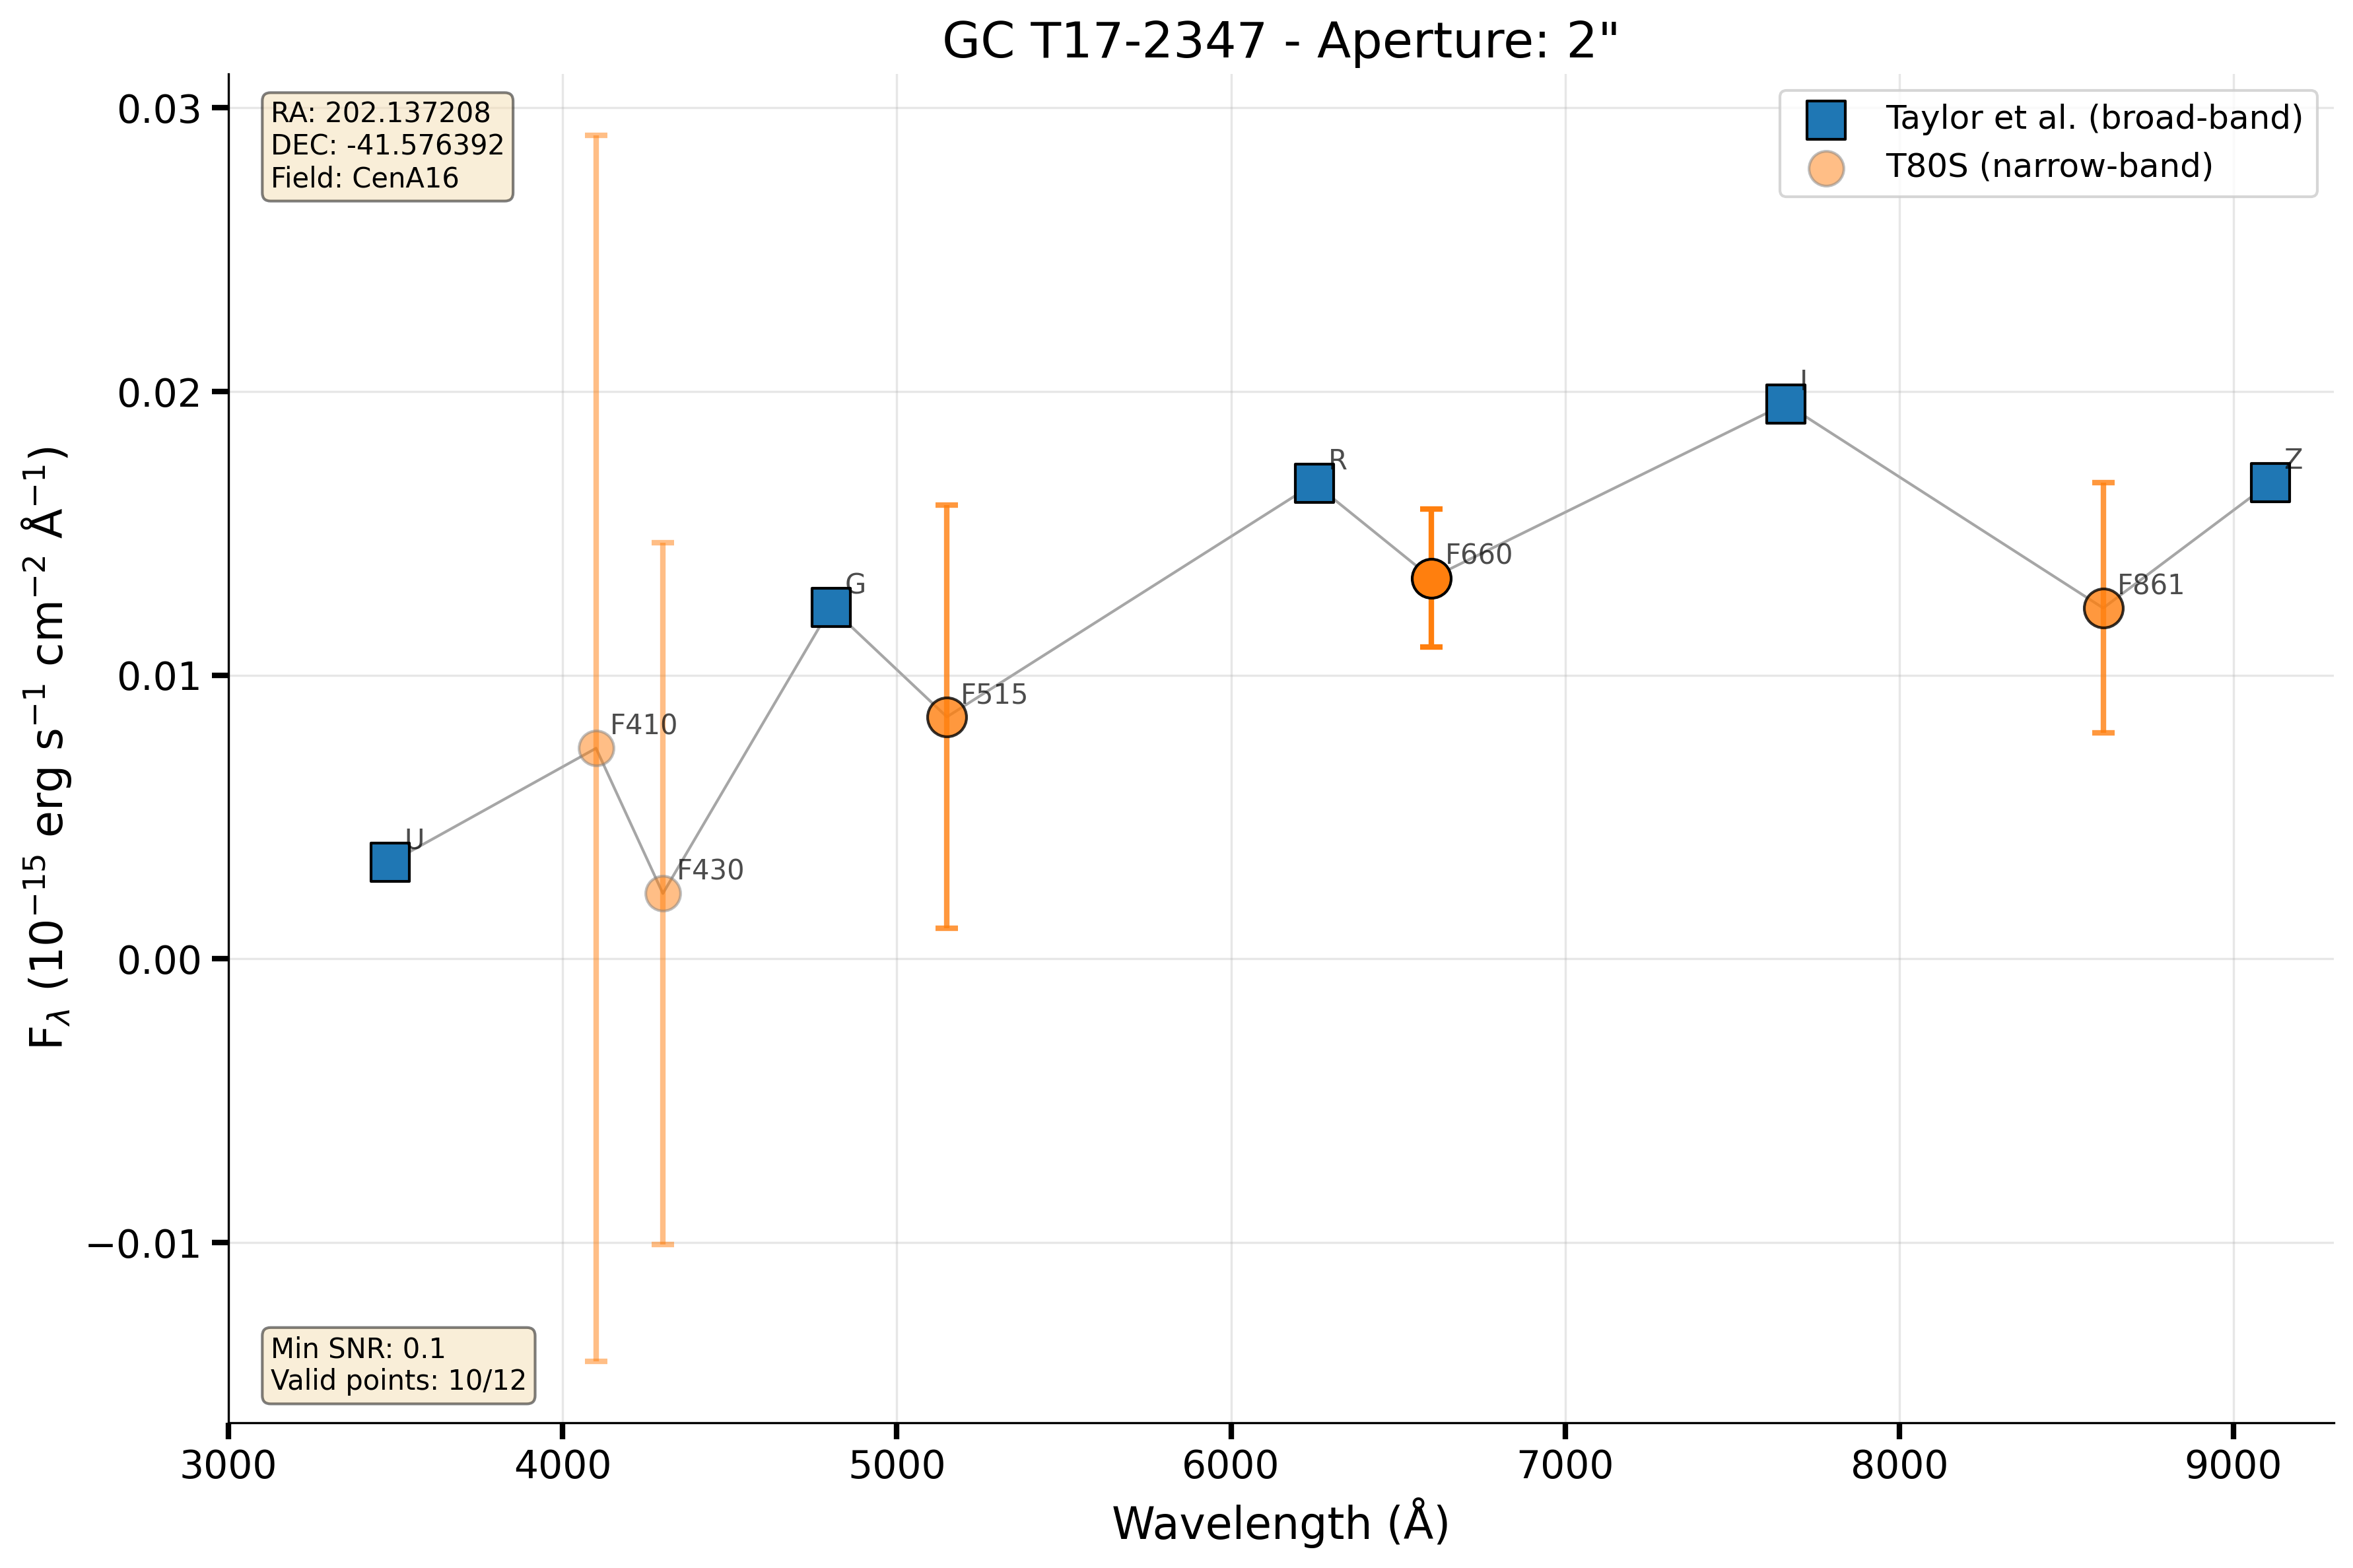 GC T17-2347 - Aperture: 2"
RA: 202.137208
DEC: -41.576392
Field: CenA16
Taylor et al. (broad-band)
T80S (narrow-band)
0.03
0.02
0.01
0.00
−0.01
F$_λ$ (10⁻¹⁵ erg s⁻¹ cm⁻² Å⁻¹)
U
F410
F430
G
F515
R
F660
I
F861
Z
Min SNR: 0.1
Valid points: 10/12
3000
4000
5000
6000
7000
8000
9000
Wavelength (Å)